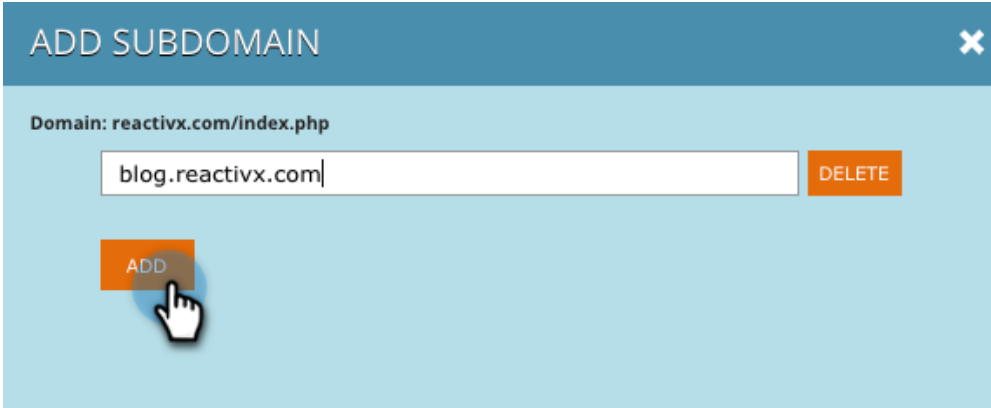 ADD SUBDOMAIN
Domain: reactivx.com/index.php
blog.reactivx.com
DELETE
ADD